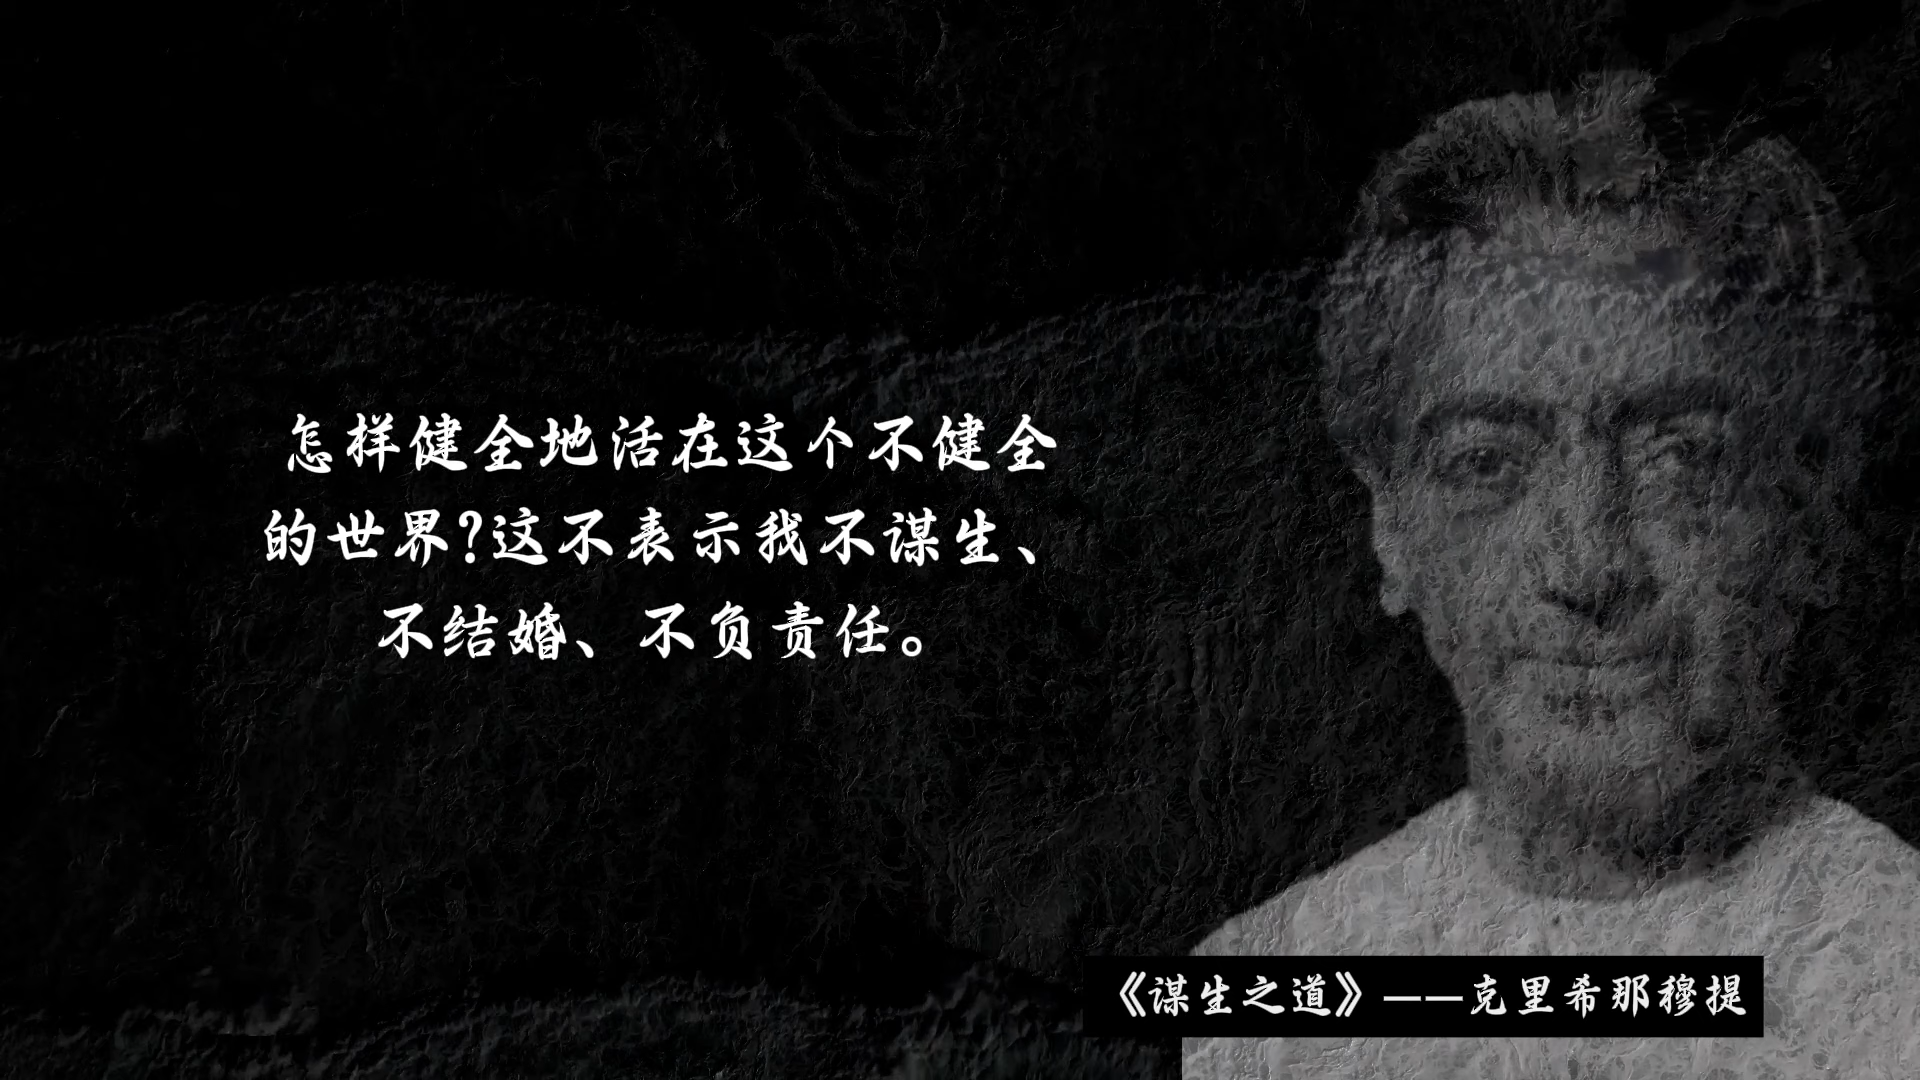 怎样健全地活在这个不健全
的世界?这不表示我不谋生、
不结婚、不负责任。
《谋生之道》——克里希那穆提